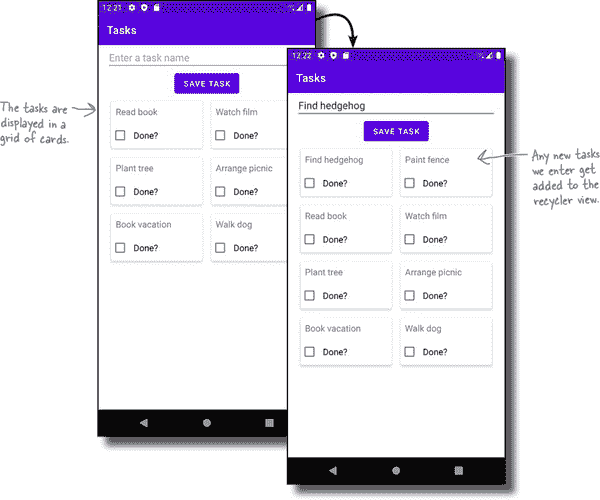 12:21
Tasks
Enter a task name
SAVE TASK
Read book
Watch film
Done?
Done?
Plant tree
Arrange picnic
Done?
Done?
Book vacation
Walk dog
Done?
Done?
The tasks are
displayed in a
grid of cards.
12:22
Tasks
Find hedgehog
SAVE TASK
Find hedgehog
Paint fence
Done?
Done?
Read book
Watch film
Done?
Done?
Plant tree
Arrange picnic
Done?
Done?
Book vacation
Walk dog
Done?
Done?
Any new tasks
we enter get
added to the
recycler view.